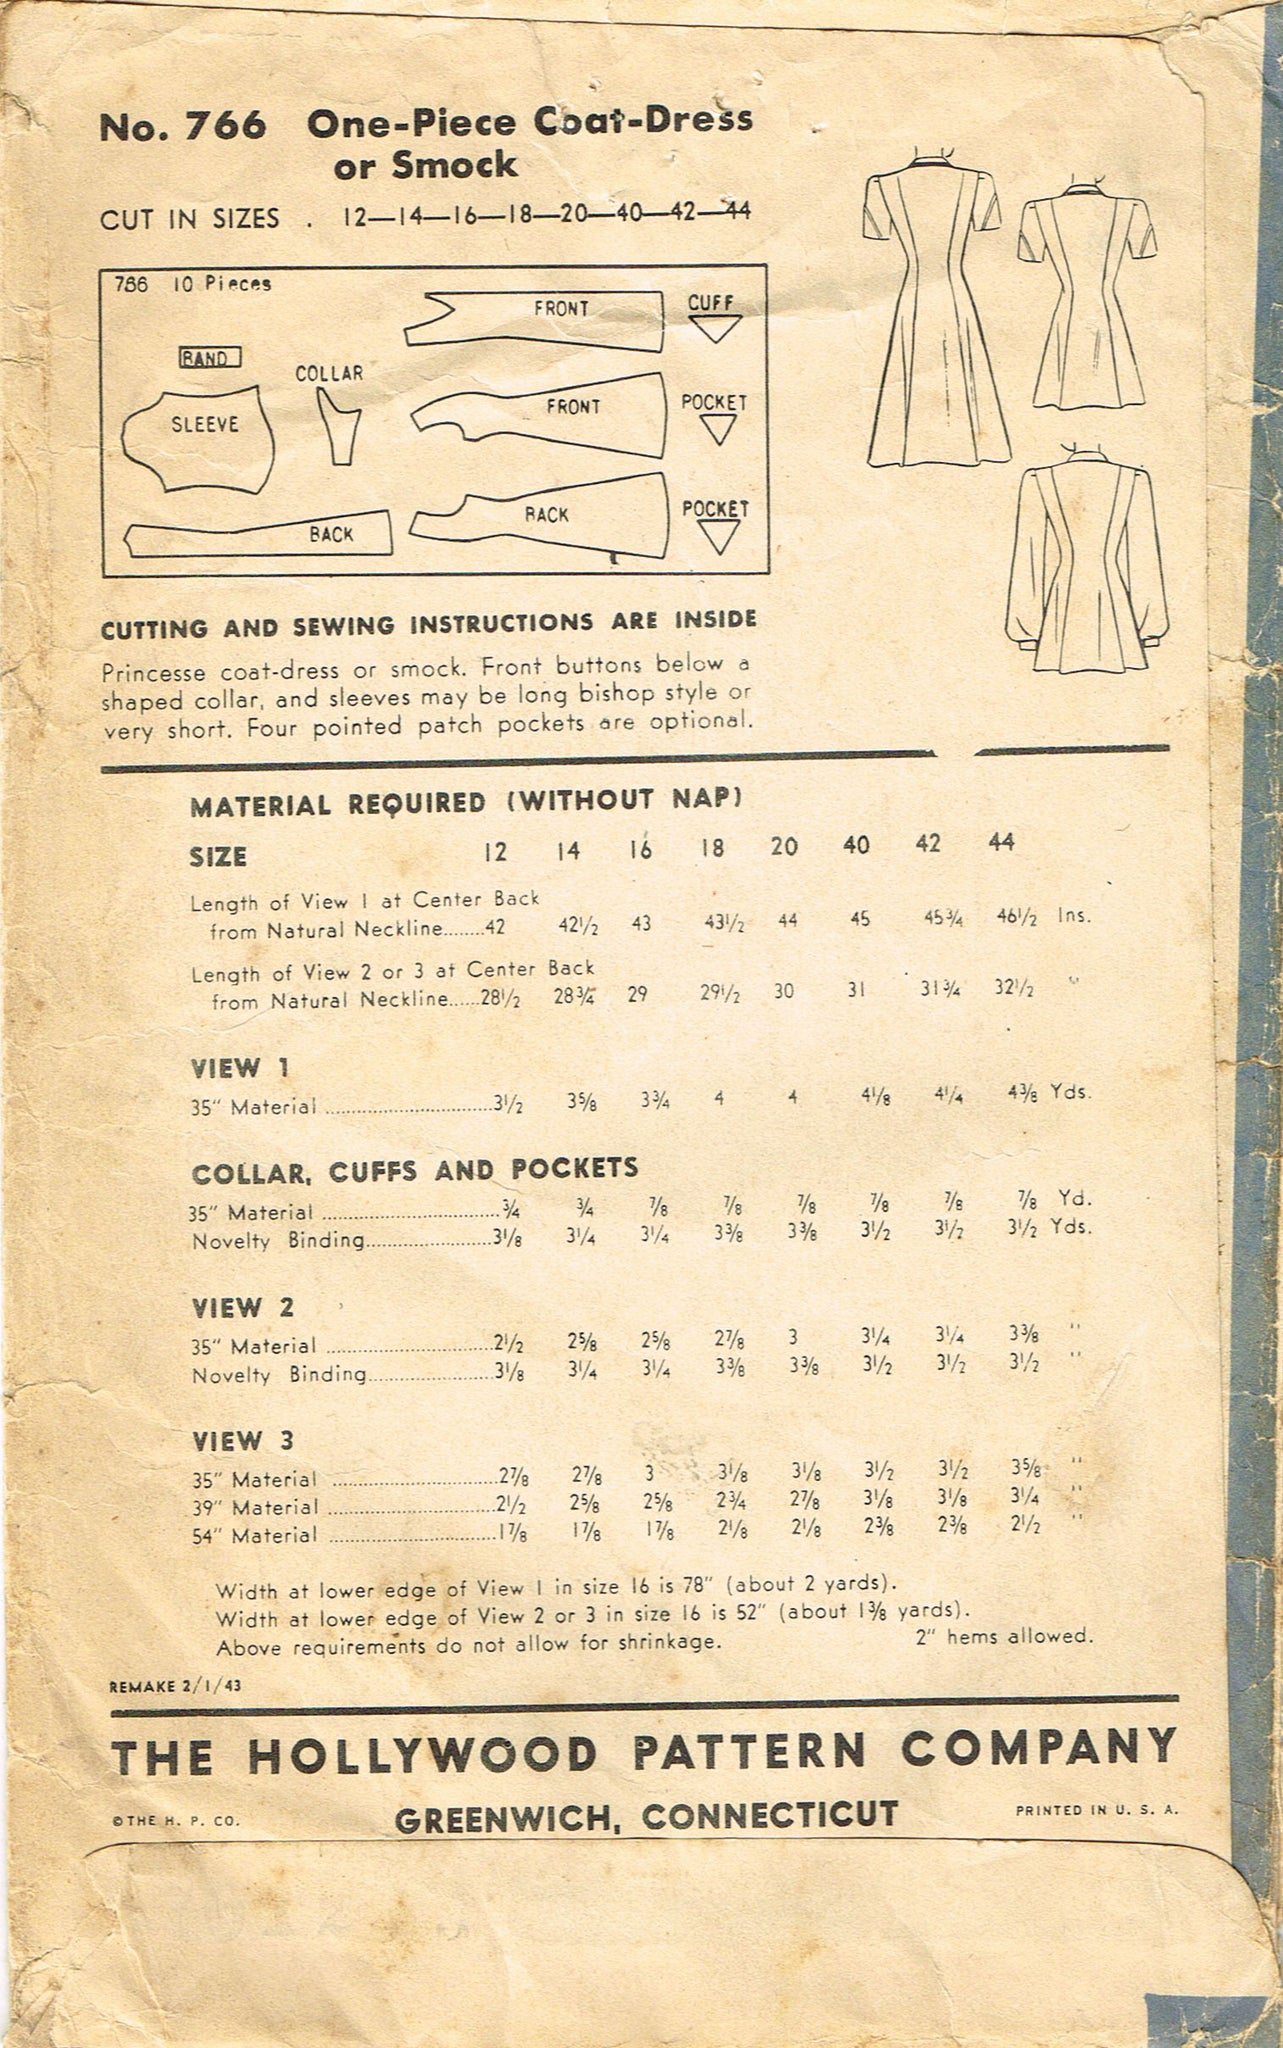 No. 766 One-Piece Coat-Dress
or Smock
CUT IN SIZES . 12—14—16—18—20—40—42—44
766 10 Pieces
FRONT
CUFF
BAND
COLLAR
SLEEVE
FRONT
POCKET
BACK
BACK
POCKET
CUTTING AND SEWING INSTRUCTIONS ARE INSIDE
Princesse coat-dress or smock. Front buttons below a
shaped collar, and sleeves may be long bishop style or
very short. Four pointed patch pockets are optional.
MATERIAL REQUIRED (WITHOUT NAP)
SIZE 12 14 16 18 20 40 42 44
Length of View 1 at Center Back
from Natural Neckline........42 42½ 43 43½ 44 45 45¾ 46½ Ins.
Length of View 2 or 3 at Center Back
from Natural Neckline......28½ 28¾ 29 29½ 30 31 31¾ 32½ "
VIEW 1
35" Material ................................3½ 3⅝ 3¾ 4 4 4⅛ 4¼ 4⅜ Yds.
COLLAR, CUFFS AND POCKETS
35" Material ................................¾ ¾ ⅞ ⅞ ⅞ ⅞ ⅞ ⅞ Yd.
Novelty Binding........................3⅛ 3¼ 3¼ 3⅜ 3⅜ 3½ 3½ 3½ Yds.
VIEW 2
35" Material ................................2½ 2⅝ 2⅝ 2⅞ 3 3¼ 3¼ 3⅜ "
Novelty Binding........................3⅛ 3¼ 3¼ 3⅜ 3⅜ 3½ 3½ 3½ "
VIEW 3
35" Material ................................2⅞ 2⅞ 3 3⅛ 3⅛ 3½ 3½ 3⅝ "
39" Material ................................2½ 2⅝ 2⅝ 2¾ 2⅞ 3⅛ 3⅛ 3¼ "
54" Material ................................1⅞ 1⅞ 1⅞ 2⅛ 2⅛ 2⅜ 2⅜ 2½ "
Width at lower edge of View 1 in size 16 is 78" (about 2 yards).
Width at lower edge of View 2 or 3 in size 16 is 52" (about 1⅜ yards).
Above requirements do not allow for shrinkage. 2" hems allowed.
REMAKE 2/1/43
THE HOLLYWOOD PATTERN COMPANY
©THE H. P. CO. GREENWICH, CONNECTICUT PRINTED IN U. S. A.